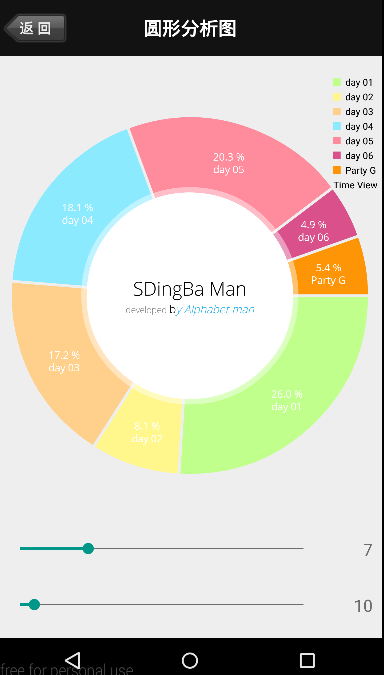 返 回
圆形分析图
day 01
day 02
day 03
day 04
day 05
day 06
Party G
Time View
20.3 %
day 05
18.1 %
day 04
4.9 %
day 06
5.4 %
Party G
SDingBa Man
developed by Alphabet man
17.2 %
day 03
26.0 %
day 01
8.1 %
day 02
7
10
free for personal use